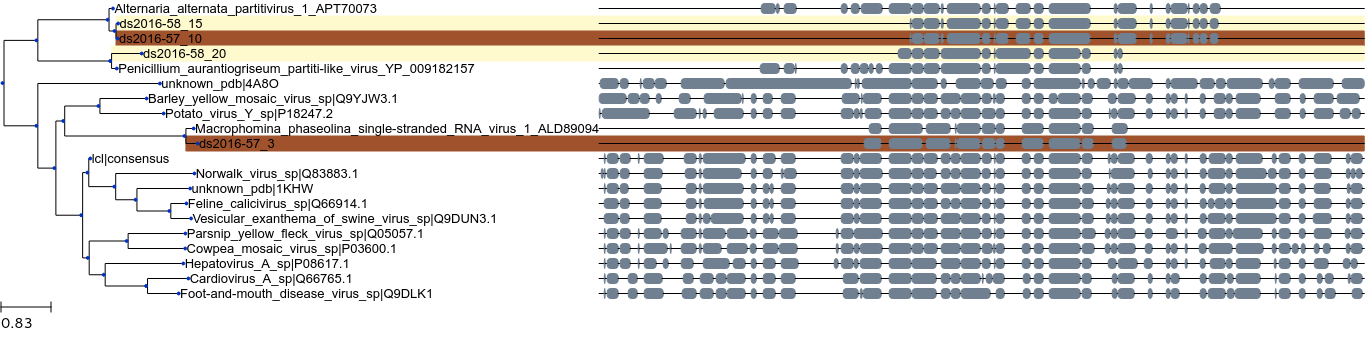 Alternaria_alternata_partitivirus_1_APT70073
ds2016-58_15
ds2016-57_10
ds2016-58_20
Penicillium_aurantiogriseum_partiti-like_virus_YP_009182157
unknown_pdb|4A8O
Barley_yellow_mosaic_virus_sp|Q9YJW3.1
Potato_virus_Y_sp|P18247.2
Macrophomina_phaseolina_single-stranded_RNA_virus_1_ALD89094
ds2016-57_3
lcl|consensus
Norwalk_virus_sp|Q83883.1
unknown_pdb|1KHW
Feline_calicivirus_sp|Q66914.1
Vesicular_exanthema_of_swine_virus_sp|Q9DUN3.1
Parsnip_yellow_fleck_virus_sp|Q05057.1
Cowpea_mosaic_virus_sp|P03600.1
Hepatovirus_A_sp|P08617.1
Cardiovirus_A_sp|Q66765.1
Foot-and-mouth_disease_virus_sp|Q9DLK1
0.83